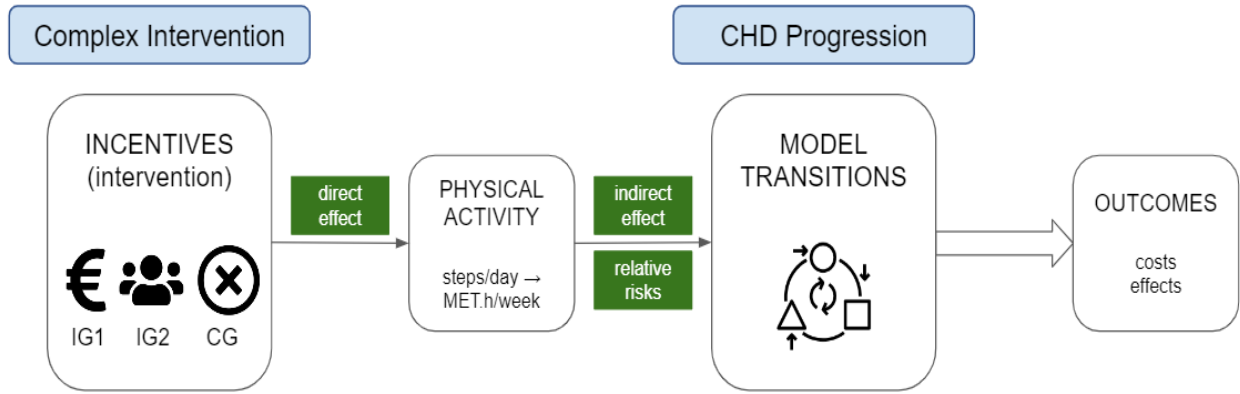 Complex Intervention
CHD Progression
INCENTIVES
(intervention)
€
IG1 IG2 CG
direct
effect
PHYSICAL
ACTIVITY
steps/day →
MET.h/week
indirect
effect
relative
risks
MODEL
TRANSITIONS
OUTCOMES
costs
effects